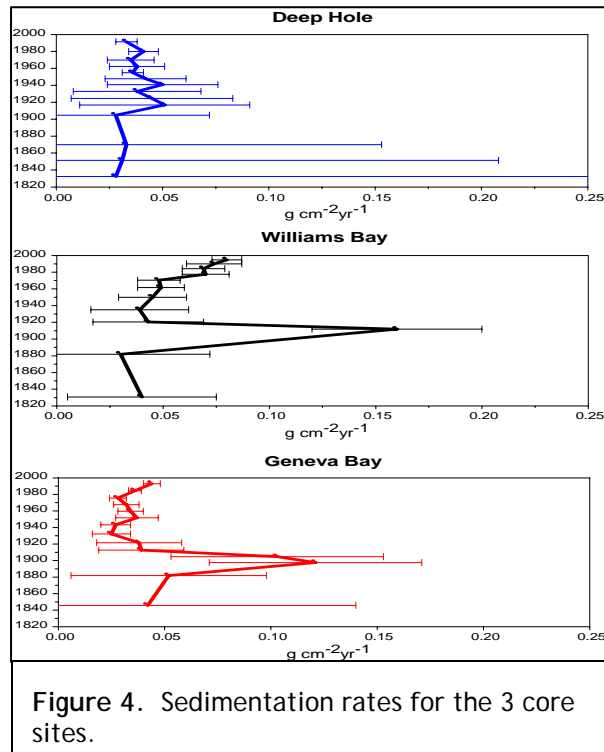 Deep Hole
2000
1980
1960
1940
1920
1900
1880
1860
1840
1820
0.00 0.05 0.10 0.15 0.20 0.25
g cm⁻²yr⁻¹
Williams Bay
2000
1980
1960
1940
1920
1900
1880
1860
1840
1820
0.00 0.05 0.10 0.15 0.20 0.25
g cm⁻²yr⁻¹
Geneva Bay
2000
1980
1960
1940
1920
1900
1880
1860
1840
1820
0.00 0.05 0.10 0.15 0.20 0.25
g cm⁻²yr⁻¹
Figure 4. Sedimentation rates for the 3 core
sites.